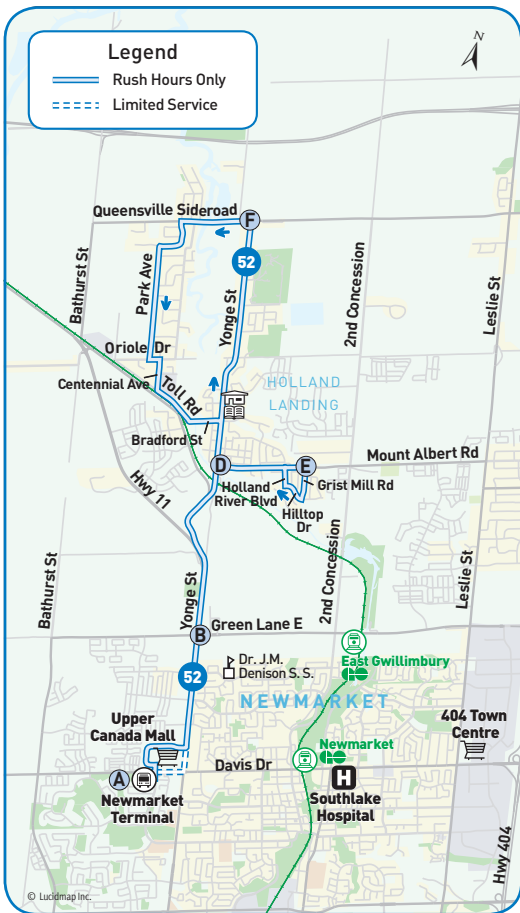 Legend
Rush Hours Only
Limited Service
N
Queensville Sideroad
F
Bathurst St
Park Ave
52
Yonge St
2nd Concession
Leslie St
Oriole Dr
Centennial Ave
Toll Rd
HOLLAND
LANDING
Bradford St
D
E
Mount Albert Rd
Holland
River Blvd
Grist Mill Rd
Hilltop
Dr
Hwy 11
Bathurst St
Yonge St
2nd Concession
Leslie St
B
Green Lane E
Dr. J.M.
Denison S. S.
East Gwillimbury
52
NEWMARKET
Upper
Canada Mall
404 Town
Centre
Newmarket
Davis Dr
A
Newmarket
Terminal
H
Southlake
Hospital
Hwy 404
© Lucidmap Inc.